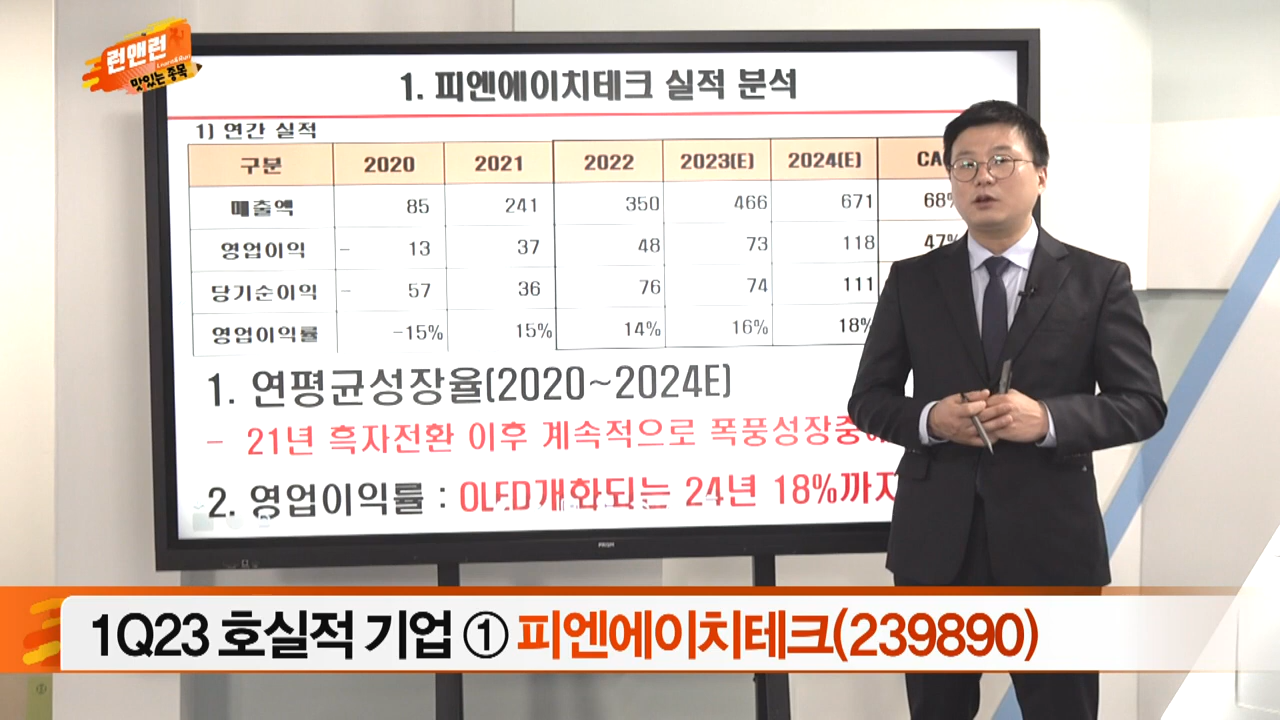 런앤런
Learn&Run
맛있는 종목
1. 피엔에이치테크 실적 분석
1) 연간 실적
구분 2020 2021 2022 2023(E) 2024(E)
매출액 85 241 350 466 671 68%
영업이익 - 13 37 48 73 118 47%
당기순이익 - 57 36 76 74 111
영업이익률 -15% 15% 14% 16% 18%
1. 연평균성장율(2020~2024E)
- 21년 흑자전환 이후 계속적으로 폭풍성장중
2. 영업이익률 : OLED개화되는 24년 18%까지
PRISM
1Q23 호실적 기업 ① 피엔에이치테크(239890)